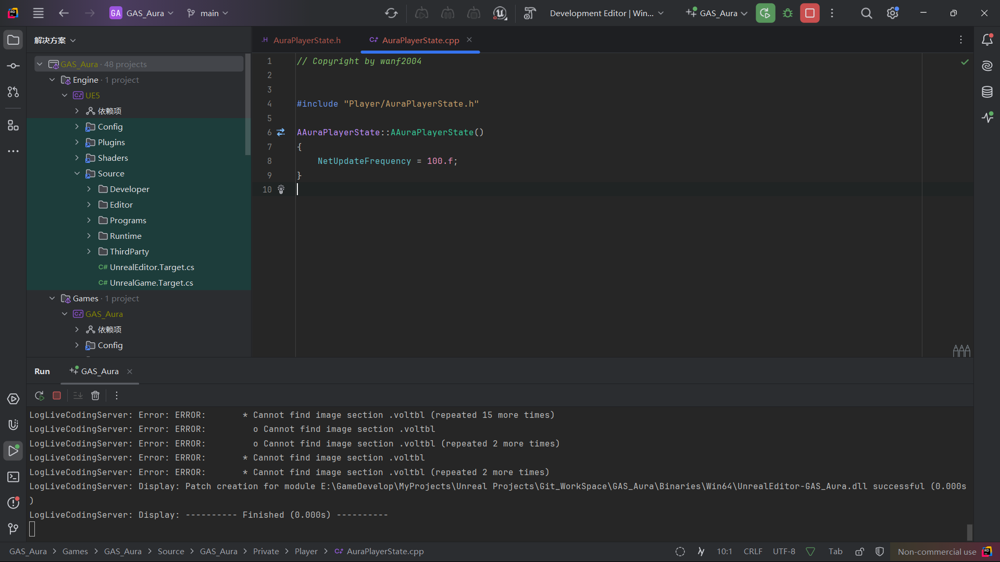 GA GAS_Aura main Development Editor | Win... GAS_Aura
解决方案
GAS_Aura · 48 projects
Engine · 1 project
UE5
依赖项
Config
Plugins
Shaders
Source
Developer
Editor
Programs
Runtime
ThirdParty
C# UnrealEditor.Target.cs
C# UnrealGame.Target.cs
Games · 1 project
GAS_Aura
依赖项
Config
.H AuraPlayerState.h C+ AuraPlayerState.cpp
1 // Copyright by wanf2004
2
3
4 #include "Player/AuraPlayerState.h"
5
6 AAuraPlayerState::AAuraPlayerState()
7 {
8 NetUpdateFrequency = 100.f;
9 }
10
Run GAS_Aura
LogLiveCodingServer: Error: ERROR: * Cannot find image section .voltbl (repeated 15 more times)
LogLiveCodingServer: Error: ERROR: o Cannot find image section .voltbl
LogLiveCodingServer: Error: ERROR: o Cannot find image section .voltbl (repeated 2 more times)
LogLiveCodingServer: Error: ERROR: * Cannot find image section .voltbl
LogLiveCodingServer: Error: ERROR: * Cannot find image section .voltbl (repeated 2 more times)
LogLiveCodingServer: Display: Patch creation for module E:\GameDevelop\MyProjects\Unreal Projects\Git_WorkSpace\GAS_Aura\Binaries\Win64\UnrealEditor-GAS_Aura.dll successful (0.000s
)
LogLiveCodingServer: Display: ---------- Finished (0.000s) ----------
GAS_Aura > Games > GAS_Aura > Source > GAS_Aura > Private > Player > C+ AuraPlayerState.cpp 10:1 CRLF UTF-8 Tab Non-commercial use